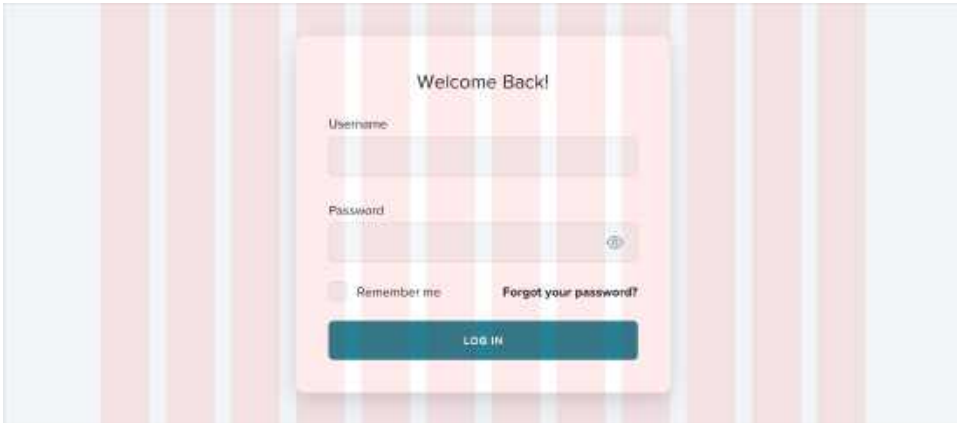 Welcome Back!
Username
Password
Remember me
Forgot your password?
LOG IN